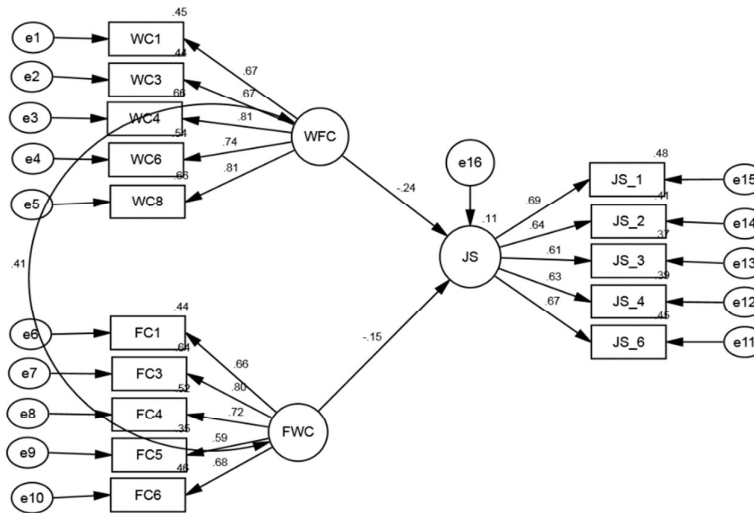 .45
e1 WC1
.44
e2 WC3 .67
.66 .67
e3 WC4 .81
WFC
.54
e4 WC6 .74
.66 .81
e5 WC8
-.24
e16
.48
JS_1 e15
.69 .41
.11 .64 JS_2 e14
.37
JS .61 JS_3 e13
.39
.63 JS_4 e12
.45
.67 JS_6 e11
.41
-.15
.44
e6 FC1
.64 .66
e7 FC3
.52 .80
e8 FC4 .72
FWC
.35 .59
e9 FC5
.46 .68
e10 FC6